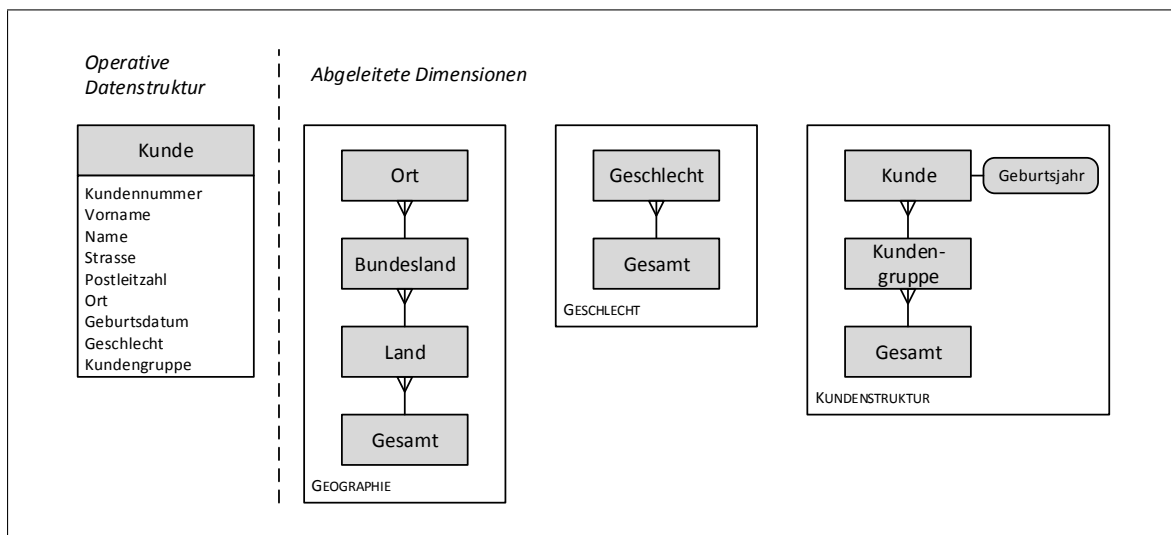 Operative
Datenstruktur
Abgeleitete Dimensionen
Kunde
Kundennummer
Vorname
Name
Strasse
Postleitzahl
Ort
Geburtsdatum
Geschlecht
Kundengruppe
Ort
Bundesland
Land
Gesamt
GEOGRAPHIE
Geschlecht
Gesamt
GESCHLECHT
Kunde
Geburtsjahr
Kunden-
gruppe
Gesamt
KUNDENSTRUKTUR